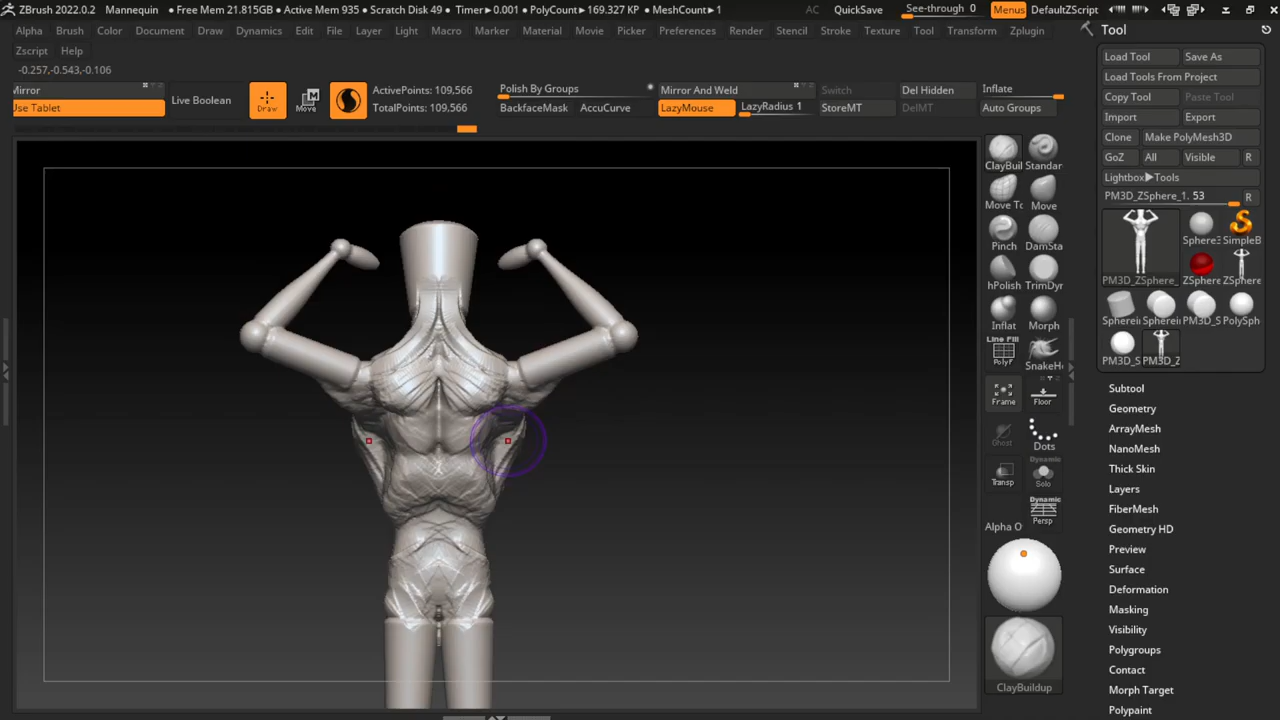 ZBrush 2022.0.2 Mannequin • Free Mem 21.815GB • Active Mem 935 • Scratch Disk 49 • Timer▸0.001 • PolyCount▸169.327 KP • MeshCount▸1 AC QuickSave See-through 0 Menus DefaultZScript
Alpha Brush Color Document Draw Dynamics Edit File Layer Light Macro Marker Material Movie Picker Preferences Render Stencil Stroke Texture Tool Transform Zplugin
Zscript Help
-0.257,-0.543,-0.106
Mirror
Use Tablet
Live Boolean
Draw
Move
ActivePoints: 109,566
TotalPoints: 109,566
Polish By Groups
BackfaceMask AccuCurve
Mirror And Weld
LazyMouse LazyRadius 1
Switch
StoreMT
Del Hidden
DelMT
Inflate
Auto Groups
ClayBuil Standar
Move To Move
Pinch DamSta
hPolish TrimDyr
Inflat Morph
Line Fill
PolyF SnakeHo
Frame Floor
Ghost Dots
Transp
Dynamic
Solo
Dynamic
Persp
Alpha O
ClayBuildup
Tool
Load Tool Save As
Load Tools From Project
Copy Tool Paste Tool
Import Export
Clone Make PolyMesh3D
GoZ All Visible R
Lightbox▸Tools
PM3D_ZSphere_1. 53 R
PM3D_ZSphere_
Sphere3 SimpleB
ZSphere ZSphere
Spherei Spherei PM3D_S PolySph
PM3D_S PM3D_Z
Subtool
Geometry
ArrayMesh
NanoMesh
Thick Skin
Layers
FiberMesh
Geometry HD
Preview
Surface
Deformation
Masking
Visibility
Polygroups
Contact
Morph Target
Polypaint